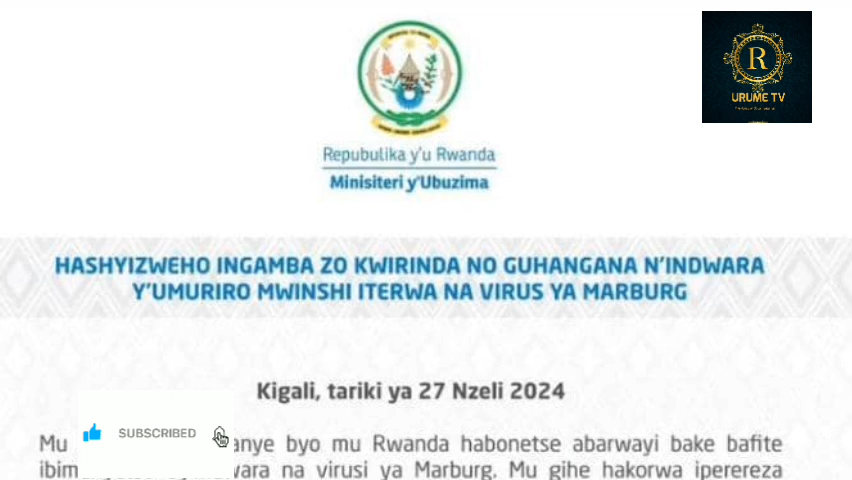 R
URUME TV
Repubulika y'u Rwanda
Minisiteri y'Ubuzima
HASHYIZWEHO INGAMBA ZO KWIRINDA NO GUHANGANA N'INDWARA
Y'UMURIRO MWINSHI ITERWA NA VIRUS YA MARBURG
Kigali, tariki ya 27 Nzeli 2024
Mu anye byo mu Rwanda habonetse abarwayi bake bafite
SUBSCRIBED
ibim wara na virusi ya Marburg. Mu gihe hakorwa iperereza